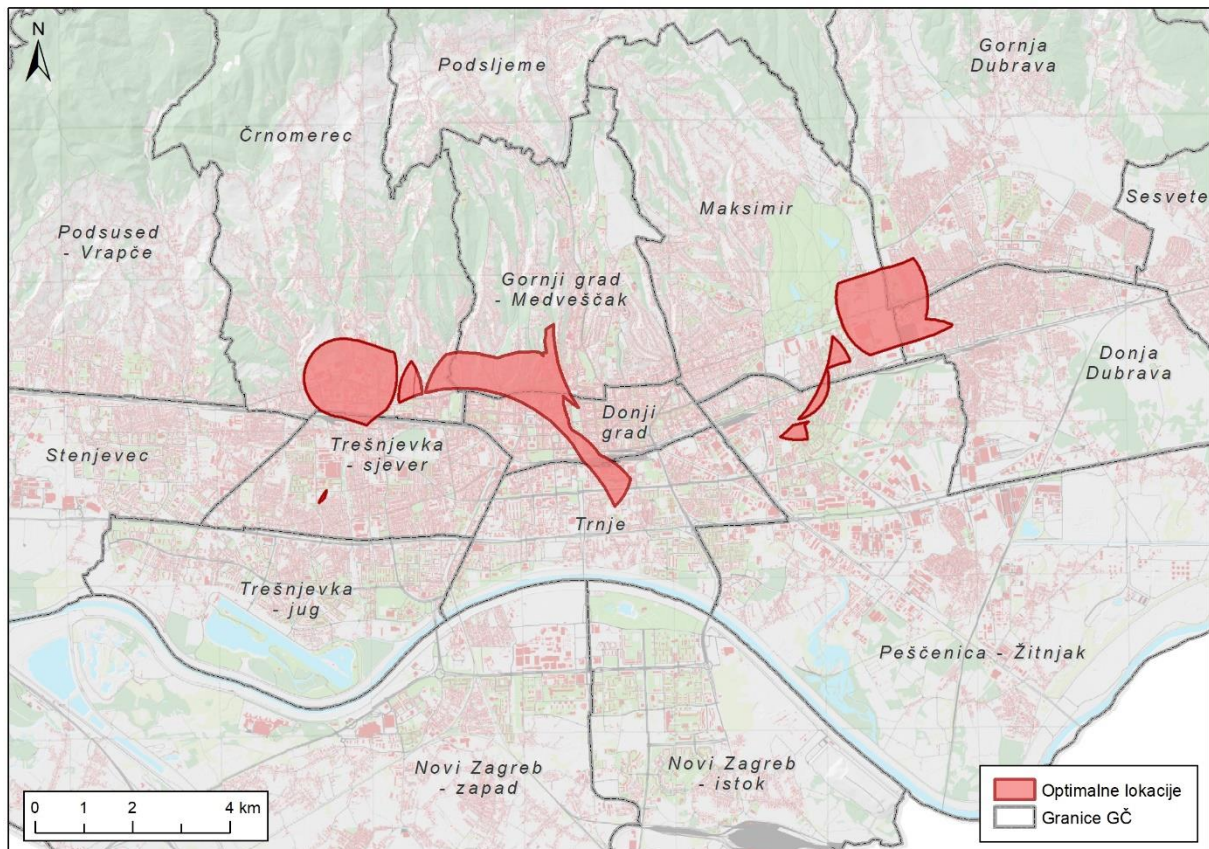 N
Podsljeme
Gornja
Dubrava
Črnomerec
Sesvete
Maksimir
Podsused
- Vrapče
Gornji grad
- Medveščak
Donja
Dubrava
Donji
grad
Trešnjevka
- sjever
Stenjevec
Trnje
Trešnjevka
- jug
Peščenica - Žitnjak
Novi Zagreb
- zapad
Novi Zagreb
- istok
0 1 2 4 km
Optimalne lokacije
Granice GČ